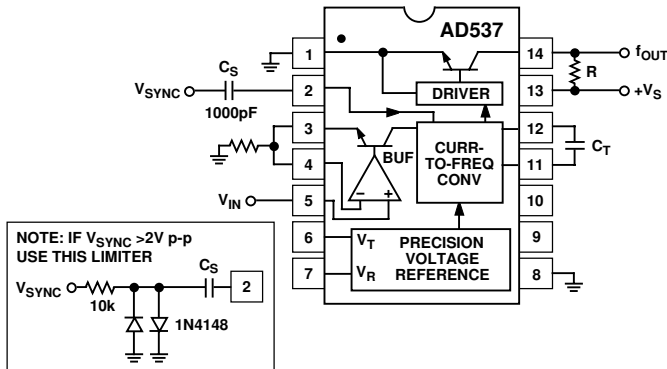 AD537
1
14
f_OUT
C_S
DRIVER
R
V_SYNC
2
13
+V_S
1000pF
3
12
BUF
CURR-
TO-FREQ
CONV
C_T
4
11
–
+
V_IN
5
10
6
V_T
PRECISION
VOLTAGE
REFERENCE
9
7
V_R
8
NOTE: IF V_SYNC >2V p-p
USE THIS LIMITER
C_S
V_SYNC
2
10k
1N4148